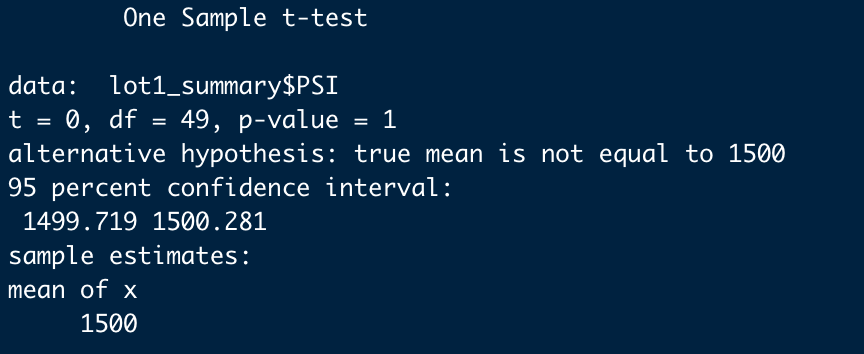 One Sample t-test
data:  lot1_summary$PSI
t = 0, df = 49, p-value = 1
alternative hypothesis: true mean is not equal to 1500
95 percent confidence interval:
1499.719 1500.281
sample estimates:
mean of x
1500